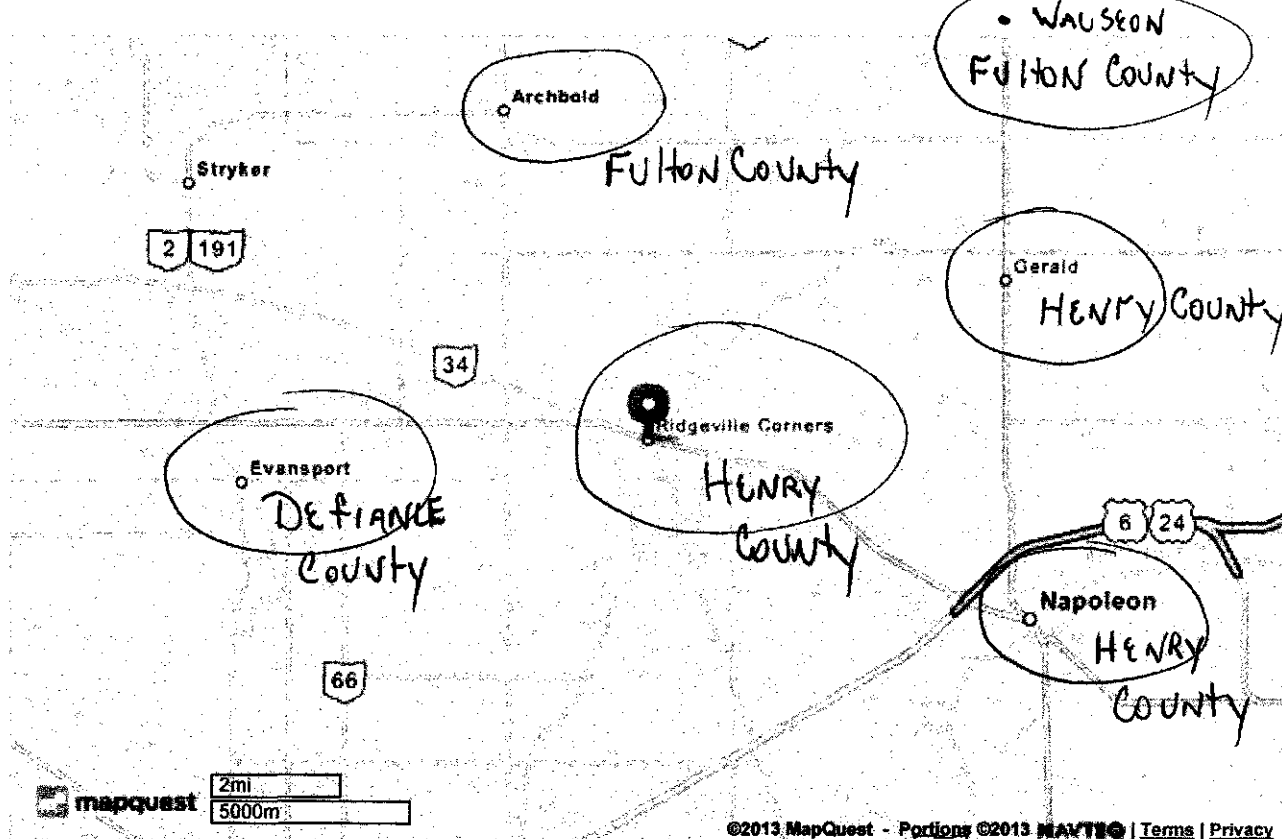 • WAUSEON
FUltON COUNty
Archbold
FUltON COUNty
Stryker
2 191
Gerald
HENRY COUNty
34
Ridgeville Corners
HENRY
COUNty
Evansport
DEfIANCE
COUNty
6 24
Napoleon
HENRY
COUNty
66
mapquest
2mi
5000m
©2013 MapQuest - Portions ©2013 NAVTEQ | Terms | Privacy